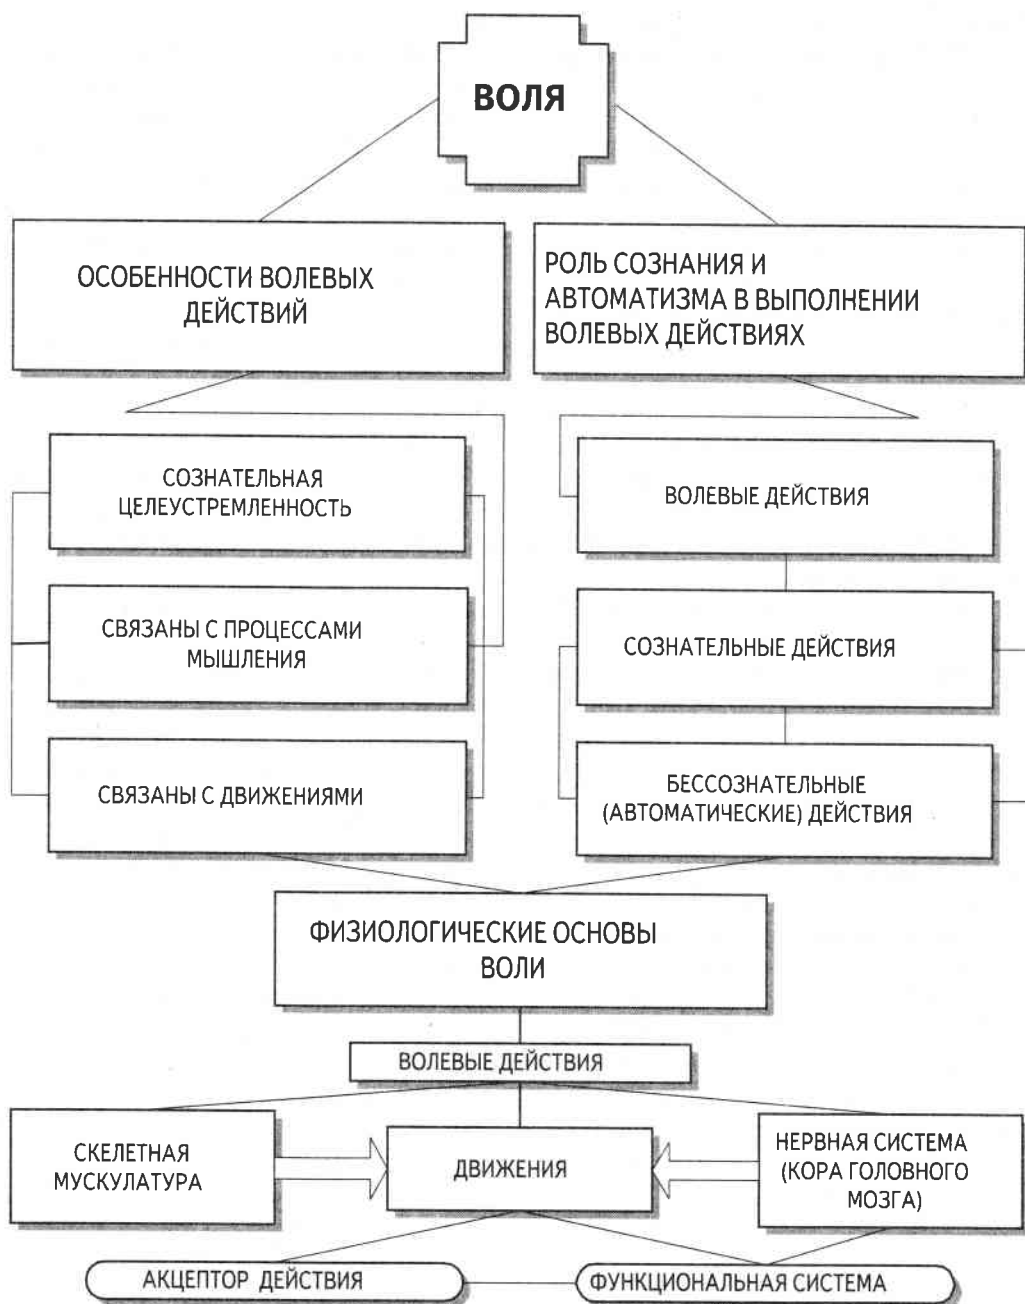 ВОЛЯ
ОСОБЕННОСТИ ВОЛЕВЫХ
ДЕЙСТВИЙ
РОЛЬ СОЗНАНИЯ И
АВТОМАТИЗМА В ВЫПОЛНЕНИИ
ВОЛЕВЫХ ДЕЙСТВИЯХ
СОЗНАТЕЛЬНАЯ
ЦЕЛЕУСТРЕМЛЕННОСТЬ
СВЯЗАНЫ С ПРОЦЕССАМИ
МЫШЛЕНИЯ
СВЯЗАНЫ С ДВИЖЕНИЯМИ
ВОЛЕВЫЕ ДЕЙСТВИЯ
СОЗНАТЕЛЬНЫЕ ДЕЙСТВИЯ
БЕССОЗНАТЕЛЬНЫЕ
(АВТОМАТИЧЕСКИЕ) ДЕЙСТВИЯ
ФИЗИОЛОГИЧЕСКИЕ ОСНОВЫ
ВОЛИ
ВОЛЕВЫЕ ДЕЙСТВИЯ
СКЕЛЕТНАЯ
МУСКУЛАТУРА
ДВИЖЕНИЯ
НЕРВНАЯ СИСТЕМА
(КОРА ГОЛОВНОГО
МОЗГА)
АКЦЕПТОР ДЕЙСТВИЯ
ФУНКЦИОНАЛЬНАЯ СИСТЕМА